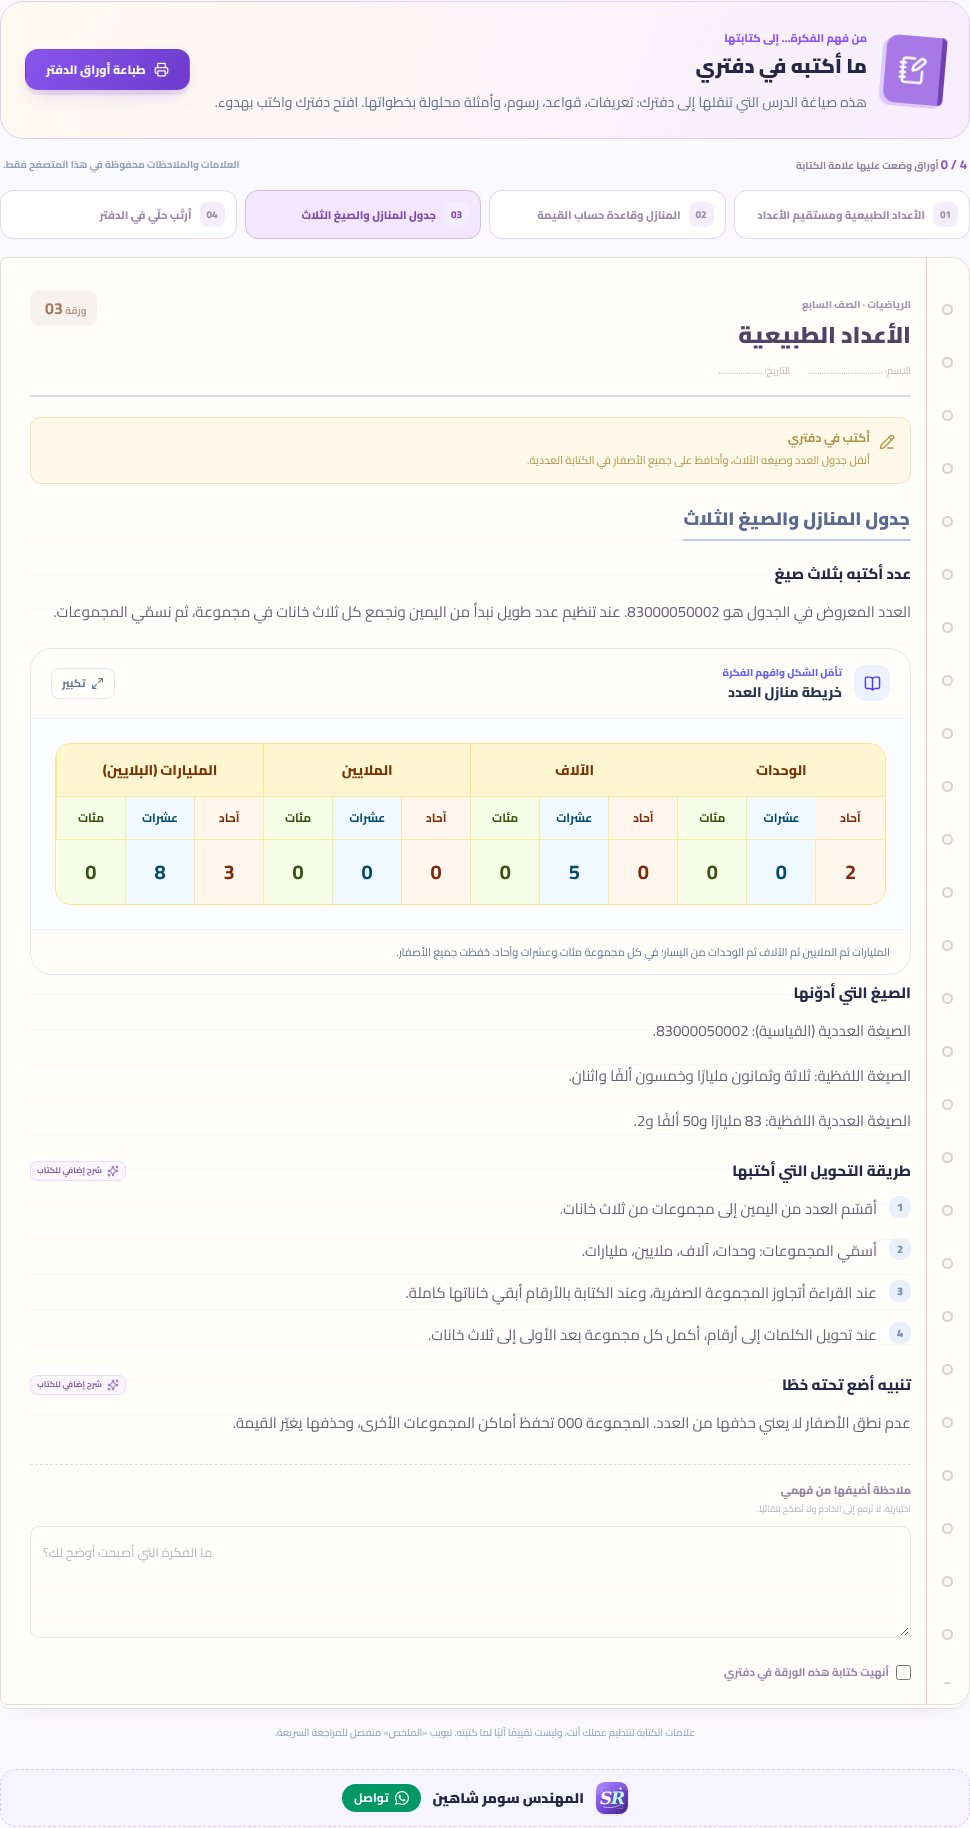 من فهم الفكرة... إلى كتابتها
ما أكتبه في دفتري
هذه صياغة الدرس التي تنقلها إلى دفترك: تعريفات، قواعد، رسوم، وأمثلة محلولة بخطواتها. افتح دفترك واكتب بهدوء.
طباعة أوراق الدفتر
0 / 4 أوراق وضعت عليها علامة الكتابة
العلامات والملاحظات محفوظة في هذا المتصفح فقط.
01 الأعداد الطبيعية ومستقيم الأعداد
02 المنازل وقاعدة حساب القيمة
03 جدول المنازل والصيغ الثلاث
04 أرتّب حلّي في الدفتر
الرياضيات · الصف السابع
ورقة 03
الأعداد الطبيعية
الاسم: ................................ التاريخ: ...................
أكتب في دفتري
أنقل جدول العدد وصيغه الثلاث، وأحافظ على جميع الأصفار في الكتابة العددية.
جدول المنازل والصيغ الثلاث
عدد أكتبه بثلاث صيغ
العدد المعروض في الجدول هو 83000050002. عند تنظيم عدد طويل نبدأ من اليمين ونجمع كل ثلاث خانات في مجموعة، ثم نسمّي المجموعات.
تأمّل الشكل وافهم الفكرة
خريطة منازل العدد
تكبير
الوحدات الآلاف الملايين المليارات (البلايين)
آحاد عشرات مئات آحاد عشرات مئات آحاد عشرات مئات آحاد عشرات مئات
2 0 0 0 5 0 0 0 0 3 8 0
المليارات ثم الملايين ثم الآلاف ثم الوحدات من اليسار؛ في كل مجموعة مئات وعشرات وآحاد. حُفظت جميع الأصفار.
الصيغ التي أدوّنها
الصيغة العددية (القياسية): 83000050002.
الصيغة اللفظية: ثلاثة وثمانون مليارًا وخمسون ألفًا واثنان.
الصيغة العددية اللفظية: 83 مليارًا و50 ألفًا و2.
طريقة التحويل التي أكتبها
شرح إضافي للكتاب
1 أقسّم العدد من اليمين إلى مجموعات من ثلاث خانات.
2 أسمّي المجموعات: وحدات، آلاف، ملايين، مليارات.
3 عند القراءة أتجاوز المجموعة الصفرية، وعند الكتابة بالأرقام أبقي خاناتها كاملة.
4 عند تحويل الكلمات إلى أرقام، أكمل كل مجموعة بعد الأولى إلى ثلاث خانات.
تنبيه أضع تحته خطًا
شرح إضافي للكتاب
عدم نطق الأصفار لا يعني حذفها من العدد. المجموعة 000 تحفظ أماكن المجموعات الأخرى، وحذفها يغيّر القيمة.
ملاحظة أضيفها من فهمي
اختيارية، لا تُرفع إلى الخادم ولا تُصحّح تلقائيًا.
ما الفكرة التي أصبحت أوضح لك؟
أنهيت كتابة هذه الورقة في دفتري
علامات الكتابة لتنظيم عملك أنت، وليست تقييمًا آليًا لما كتبته. تبويب «الملخص» منفصل للمراجعة السريعة.
SR المهندس سومر شاهين تواصل